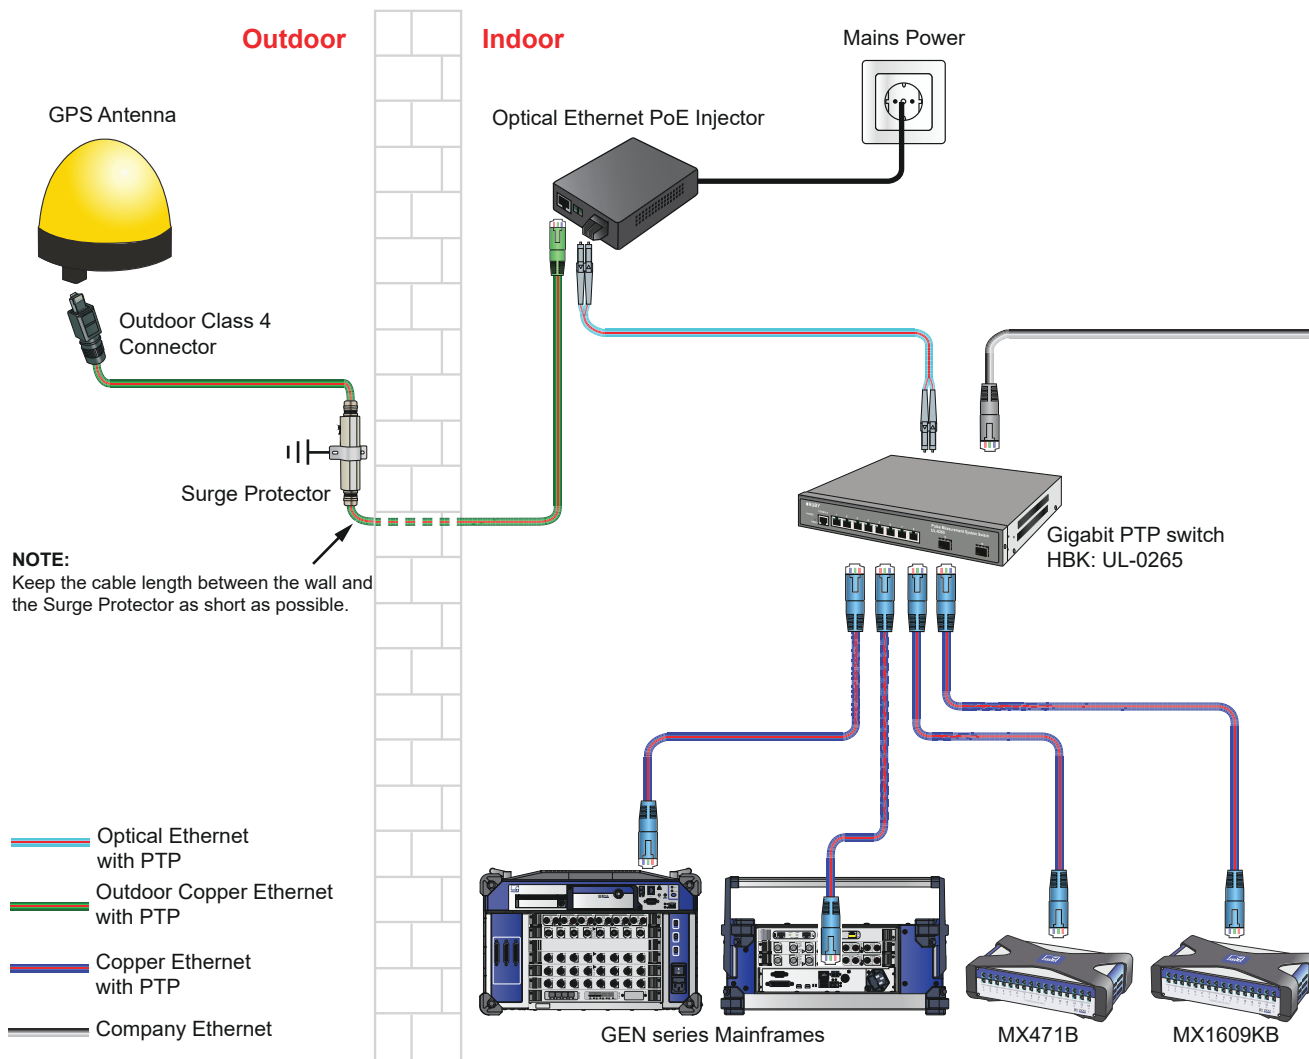 Outdoor
Indoor
Mains Power
GPS Antenna
Optical Ethernet PoE Injector
Outdoor Class 4
Connector
Surge Protector
NOTE:
Keep the cable length between the wall and
the Surge Protector as short as possible.
Gigabit PTP switch
HBK: UL-0265
Optical Ethernet
with PTP
Outdoor Copper Ethernet
with PTP
Copper Ethernet
with PTP
Company Ethernet
GEN series Mainframes
MX471B
MX1609KB